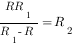 RR₁ / (R₁ - R) = R₂